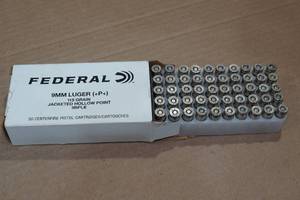 FEDERAL
9MM LUGER (+P+)
115 GRAIN
JACKETED HOLLOW POINT
9BPLE
50 CENTERFIRE PISTOL CARTRIDGES/CARTOUCHES